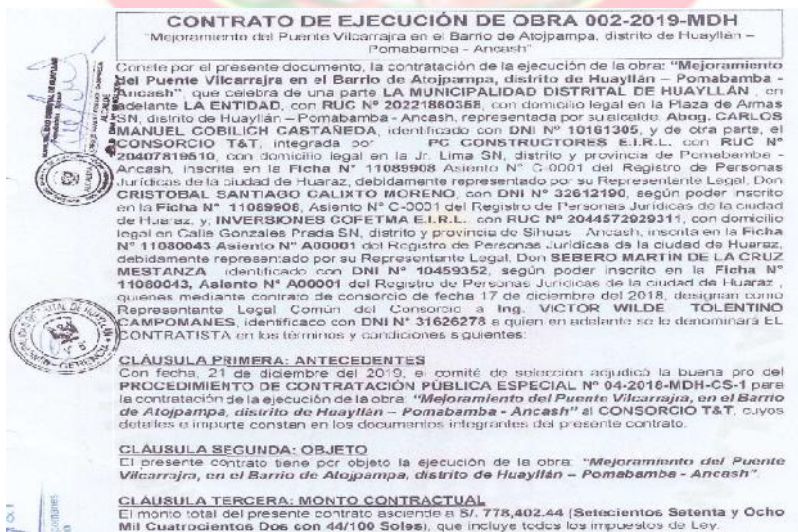 CONTRATO DE EJECUCIÓN DE OBRA 002-2019-MDH
"Mejoramiento del Puente Vilcarrajra en el Barrio de Atojpampa, distrito de Huayllán –
Pomabamba - Ancash"
Conste por el presente documento, la contratación de la ejecución de la obra: "Mejoramiento
del Puente Vilcarrajra en el Barrio de Atojpampa, distrito de Huayllán – Pomabamba -
Ancash", que celebra de una parte LA MUNICIPALIDAD DISTRITAL DE HUAYLLÁN , en
adelante LA ENTIDAD, con RUC Nº 20221860358, con domicilio legal en la Plaza de Armas
SN, distrito de Huayllán – Pomabamba - Ancash, representada por su alcalde, Abog. CARLOS
MANUEL COBILICH CASTAÑEDA, identificado con DNI Nº 10161305, y de otra parte, el
CONSORCIO T&T, integrada por PC CONSTRUCTORES E.I.R.L. con RUC Nº
20407819510, con domicilio legal en la Jr. Lima SN, distrito y provincia de Pomabamba -
Ancash, inscrita en la Ficha Nº 11089908 Asiento Nº C-0001 del Registro de Personas
Jurídicas de la ciudad de Huaraz, debidamente representado por su Representante Legal, Don
CRISTOBAL SANTIAGO CALIXTO MORENO, con DNI Nº 32612190, según poder inscrito
en la Ficha Nº 11089908, Asiento Nº C-0001 del Registro de Personas Jurídicas de la ciudad
de Huaraz, y, INVERSIONES COFETMA E.I.R.L. con RUC Nº 2044572929311, con domicilio
legal en Calle Gonzales Prada SN, distrito y provincia de Sihuas - Ancash, inscrita en la Ficha
Nº 11080043 Asiento Nº A00001 del Registro de Personas Jurídicas de la ciudad de Huaraz,
debidamente representado por su Representante Legal, Don SEBERO MARTÍN DE LA CRUZ
MESTANZA identificado con DNI Nº 10459352, según poder inscrito en la Ficha Nº
11080043, Asiento Nº A00001 del Registro de Personas Jurídicas de la ciudad de Huaraz ,
quienes mediante contrato de consorcio de fecha 17 de diciembre del 2018, designan como
Representante Legal Común del Consorcio a Ing. VICTOR WILDE TOLENTINO
CAMPOMANES, identificado con DNI Nº 31626278 a quien en adelante se le denominará EL
CONTRATISTA en los términos y condiciones siguientes:
CLÁUSULA PRIMERA: ANTECEDENTES
Con fecha, 21 de diciembre del 2019, el comité de selección adjudicó la buena pro del
PROCEDIMIENTO DE CONTRATACIÓN PÚBLICA ESPECIAL Nº 04-2018-MDH-CS-1 para
la contratación de la ejecución de la obra: "Mejoramiento del Puente Vilcarrajra, en el Barrio
de Atojpampa, distrito de Huayllán – Pomabamba - Ancash" al CONSORCIO T&T, cuyos
detalles e importe constan en los documentos integrantes del presente contrato.
CLÁUSULA SEGUNDA: OBJETO
El presente contrato tiene por objeto la ejecución de la obra: "Mejoramiento del Puente
Vilcarrajra, en el Barrio de Atojpampa, distrito de Huayllán – Pomabamba - Ancash".
CLÁUSULA TERCERA: MONTO CONTRACTUAL
El monto total del presente contrato asciende a S/. 778,402.44 (Setecientos Setenta y Ocho
Mil Cuatrocientos Dos con 44/100 Soles), que incluye todos los impuestos de Ley.